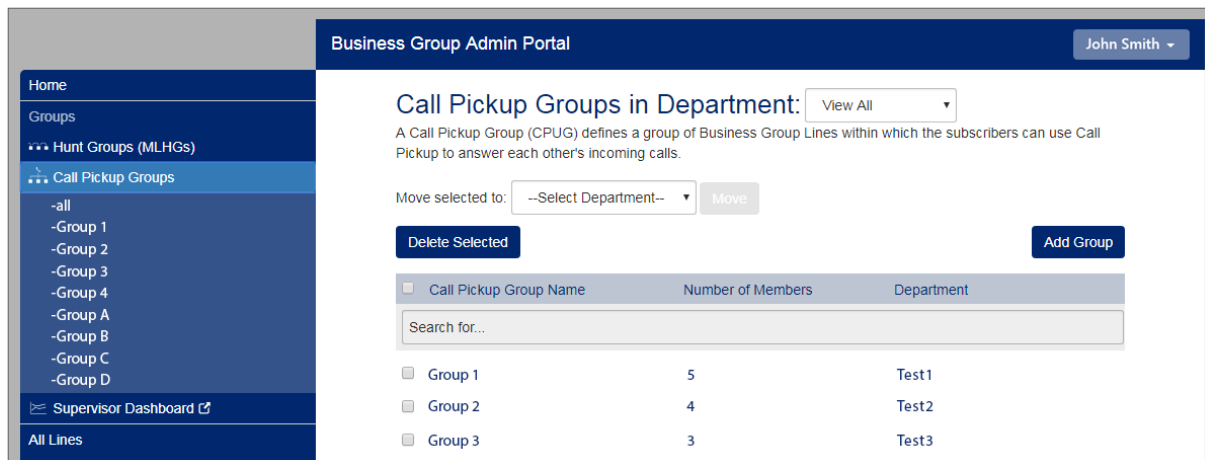 Business Group Admin Portal
John Smith
Home
Groups
Hunt Groups (MLHGs)
Call Pickup Groups
-all
-Group 1
-Group 2
-Group 3
-Group 4
-Group A
-Group B
-Group C
-Group D
Supervisor Dashboard
All Lines
Call Pickup Groups in Department: View All
A Call Pickup Group (CPUG) defines a group of Business Group Lines within which the subscribers can use Call
Pickup to answer each other's incoming calls.
Move selected to: --Select Department-- Move
Delete Selected Add Group
Call Pickup Group Name Number of Members Department
Search for...
Group 1 5 Test1
Group 2 4 Test2
Group 3 3 Test3